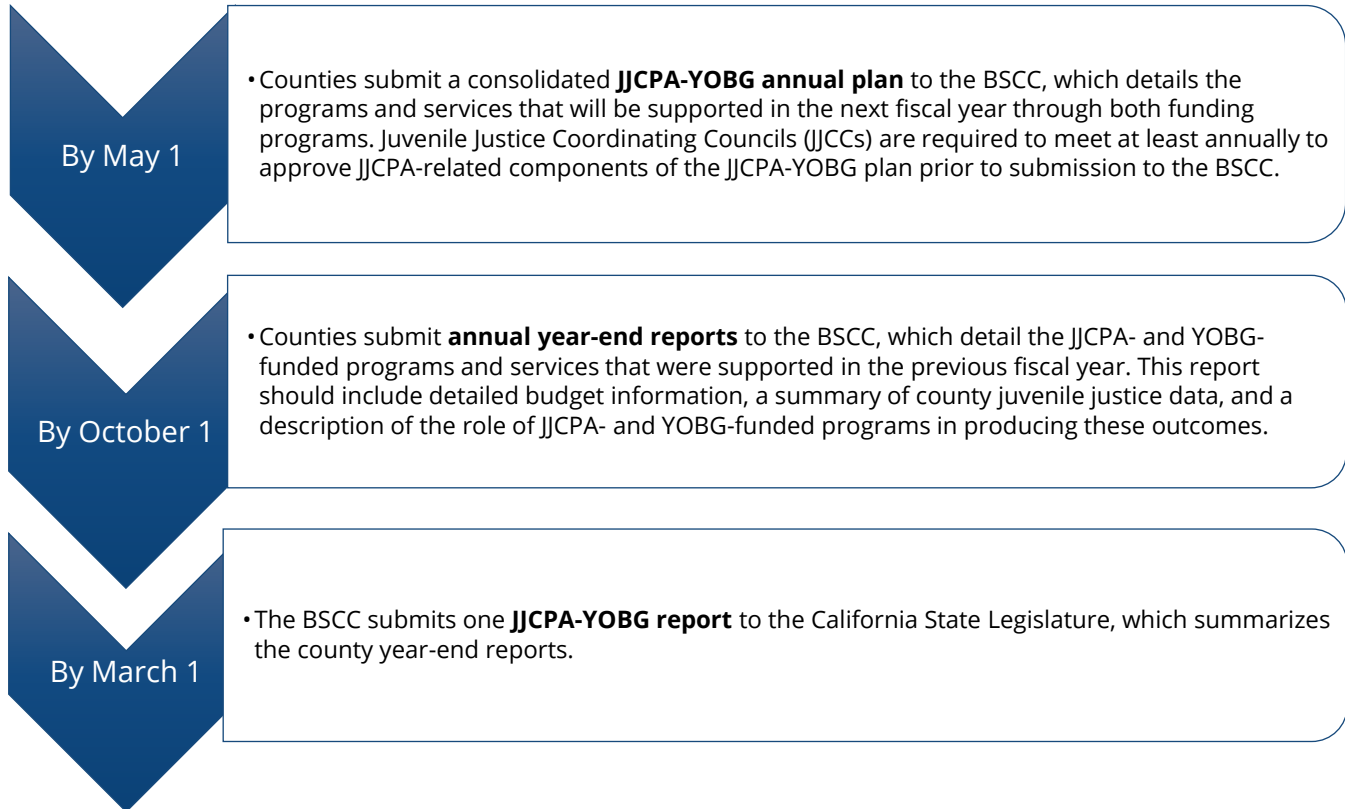 By May 1
• Counties submit a consolidated JJCPA-YOBG annual plan to the BSCC, which details the
programs and services that will be supported in the next fiscal year through both funding
programs. Juvenile Justice Coordinating Councils (JJCCs) are required to meet at least annually to
approve JJCPA-related components of the JJCPA-YOBG plan prior to submission to the BSCC.
By October 1
• Counties submit annual year-end reports to the BSCC, which detail the JJCPA- and YOBG-
funded programs and services that were supported in the previous fiscal year. This report
should include detailed budget information, a summary of county juvenile justice data, and a
description of the role of JJCPA- and YOBG-funded programs in producing these outcomes.
By March 1
• The BSCC submits one JJCPA-YOBG report to the California State Legislature, which summarizes
the county year-end reports.